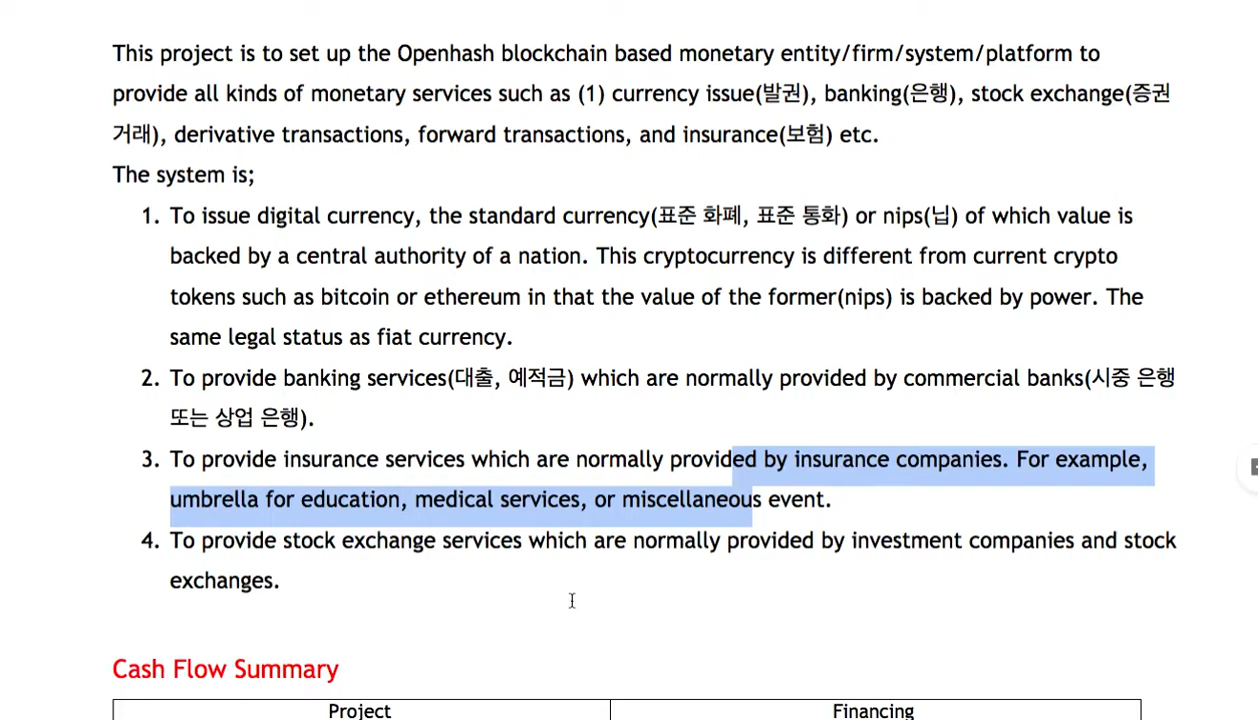 This project is to set up the Openhash blockchain based monetary entity/firm/system/platform to
provide all kinds of monetary services such as (1) currency issue(발권), banking(은행), stock exchange(증권
거래), derivative transactions, forward transactions, and insurance(보험) etc.
The system is;
1. To issue digital currency, the standard currency(표준 화폐, 표준 통화) or nips(닙) of which value is
backed by a central authority of a nation. This cryptocurrency is different from current crypto
tokens such as bitcoin or ethereum in that the value of the former(nips) is backed by power. The
same legal status as fiat currency.
2. To provide banking services(대출, 예적금) which are normally provided by commercial banks(시중 은행
또는 상업 은행).
3. To provide insurance services which are normally provided by insurance companies. For example,
umbrella for education, medical services, or miscellaneous event.
4. To provide stock exchange services which are normally provided by investment companies and stock
exchanges.
Cash Flow Summary
Project Financing